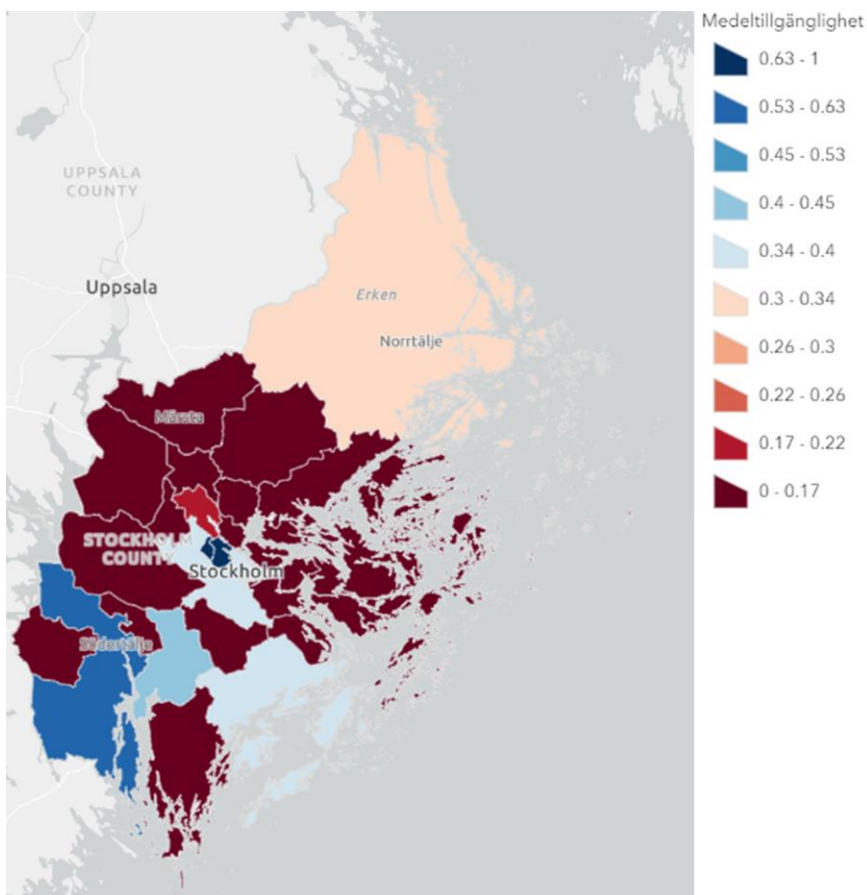 Medeltillgänglighet
0.63 - 1
0.53 - 0.63
0.45 - 0.53
0.4 - 0.45
0.34 - 0.4
0.3 - 0.34
0.26 - 0.3
0.22 - 0.26
0.17 - 0.22
0 - 0.17
UPPSALA
COUNTY
Uppsala
Erken
Norrtälje
Märsta
STOCKHOLM
COUNTY
Stockholm
Södertälje